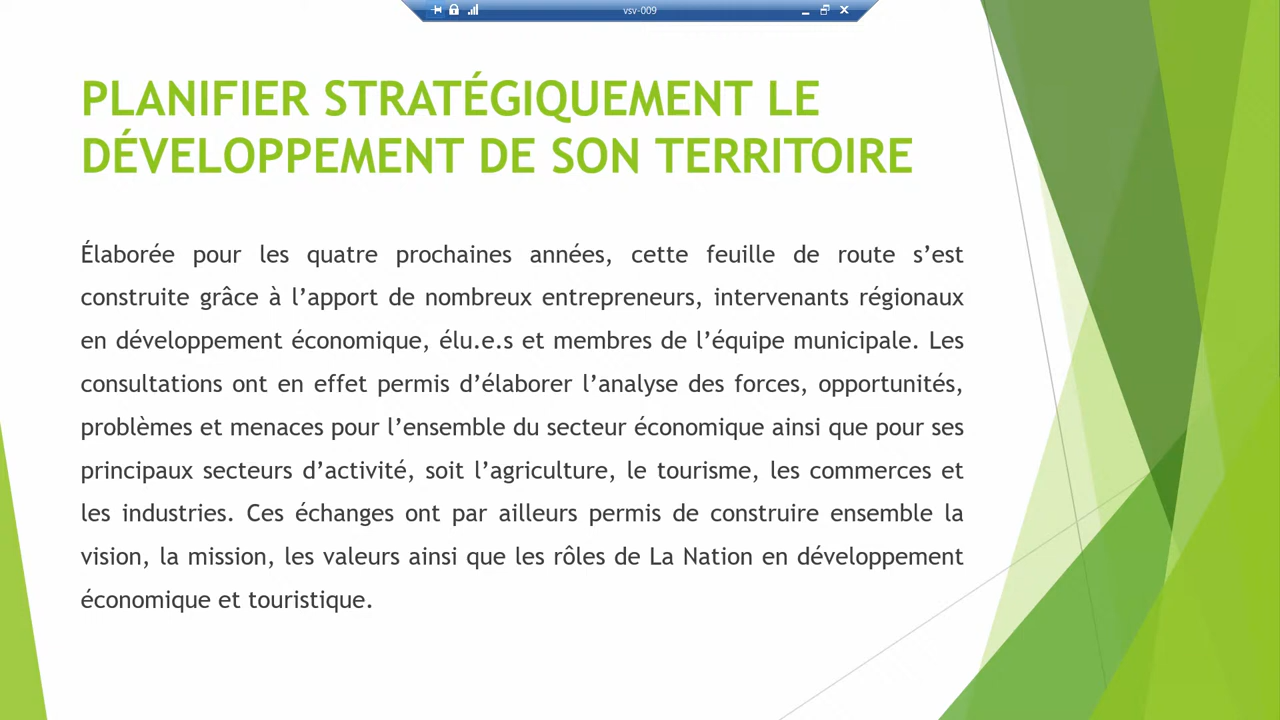 vsv-009
PLANIFIER STRATÉGIQUEMENT LE
DÉVELOPPEMENT DE SON TERRITOIRE
Élaborée pour les quatre prochaines années, cette feuille de route s’est
construite grâce à l’apport de nombreux entrepreneurs, intervenants régionaux
en développement économique, élu.e.s et membres de l’équipe municipale. Les
consultations ont en effet permis d’élaborer l’analyse des forces, opportunités,
problèmes et menaces pour l’ensemble du secteur économique ainsi que pour ses
principaux secteurs d’activité, soit l’agriculture, le tourisme, les commerces et
les industries. Ces échanges ont par ailleurs permis de construire ensemble la
vision, la mission, les valeurs ainsi que les rôles de La Nation en développement
économique et touristique.